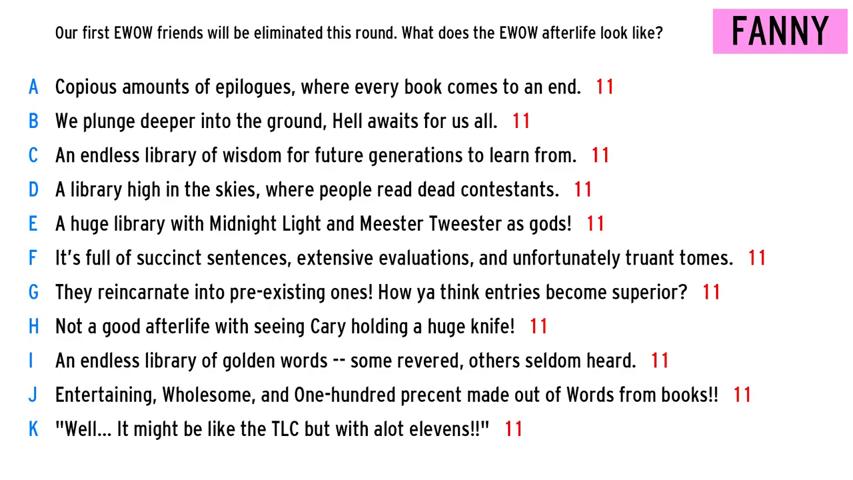 Our first EWOW friends will be eliminated this round. What does the EWOW afterlife look like?
FANNY
A Copious amounts of epilogues, where every book comes to an end. 11
B We plunge deeper into the ground, Hell awaits for us all. 11
C An endless library of wisdom for future generations to learn from. 11
D A library high in the skies, where people read dead contestants. 11
E A huge library with Midnight Light and Meester Tweester as gods! 11
F It's full of succinct sentences, extensive evaluations, and unfortunately truant tomes. 11
G They reincarnate into pre-existing ones! How ya think entries become superior? 11
H Not a good afterlife with seeing Cary holding a huge knife! 11
I An endless library of golden words -- some revered, others seldom heard. 11
J Entertaining, Wholesome, and One-hundred precent made out of Words from books!! 11
K "Well... It might be like the TLC but with alot elevens!!" 11